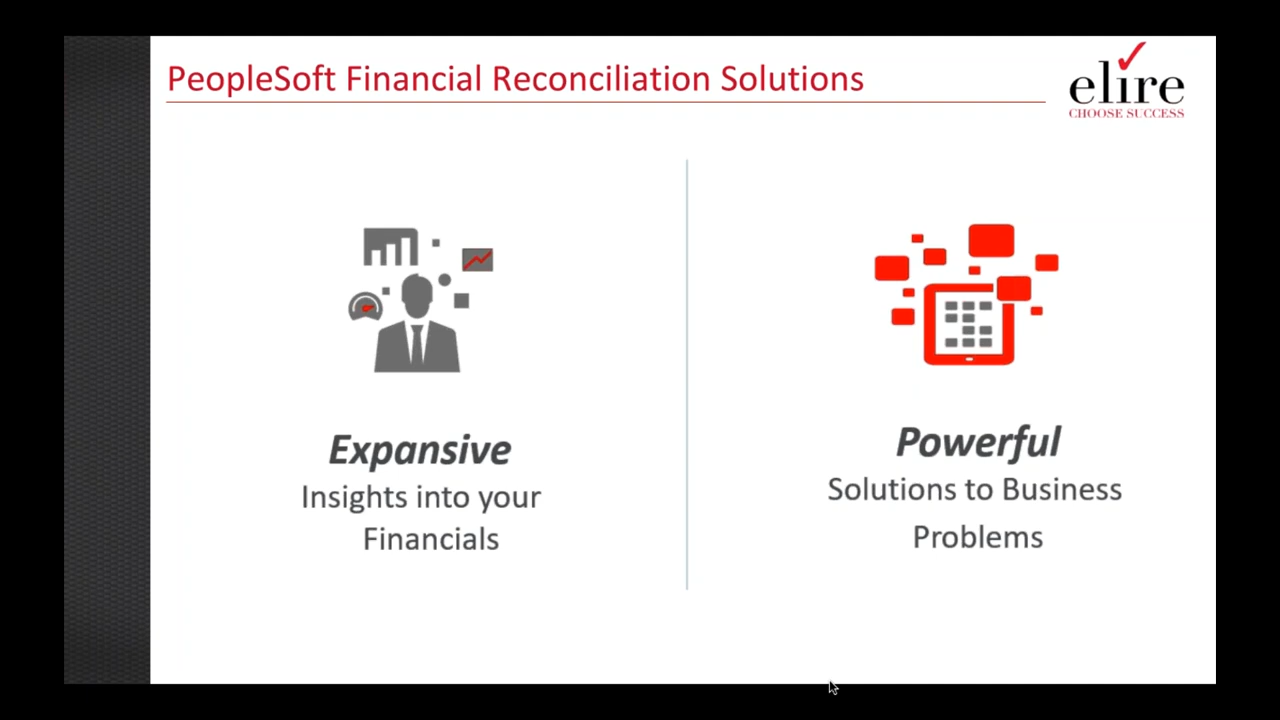 PeopleSoft Financial Reconciliation Solutions
elire
CHOOSE SUCCESS
Expansive
Insights into your
Financials
Powerful
Solutions to Business
Problems